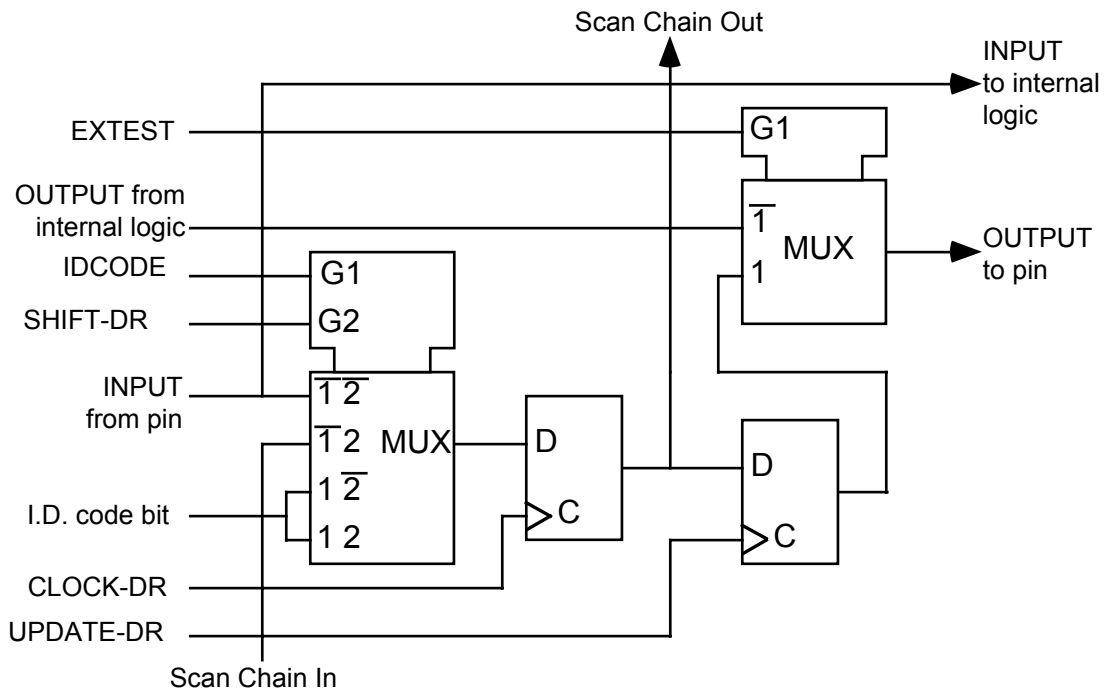 Scan Chain Out
INPUT
to internal
logic
EXTEST
G1
OUTPUT from
internal logic
1̅
MUX
OUTPUT
to pin
IDCODE
G1
1
SHIFT-DR
G2
INPUT
from pin
1̅ 2̅
1̅ 2
MUX
D
D
1 2̅
I.D. code bit
C
1 2
C
CLOCK-DR
UPDATE-DR
Scan Chain In